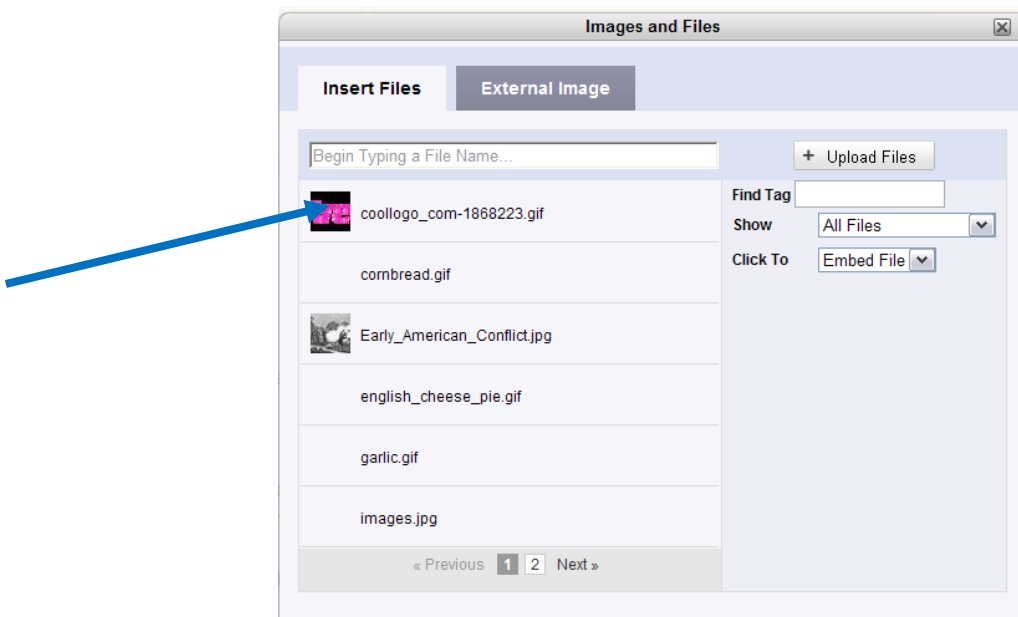 Images and Files
Insert Files External Image
Begin Typing a File Name...
+ Upload Files
coollogo_com-1868223.gif
cornbread.gif
Early_American_Conflict.jpg
english_cheese_pie.gif
garlic.gif
images.jpg
« Previous 1 2 Next »
Find Tag
Show All Files
Click To Embed File